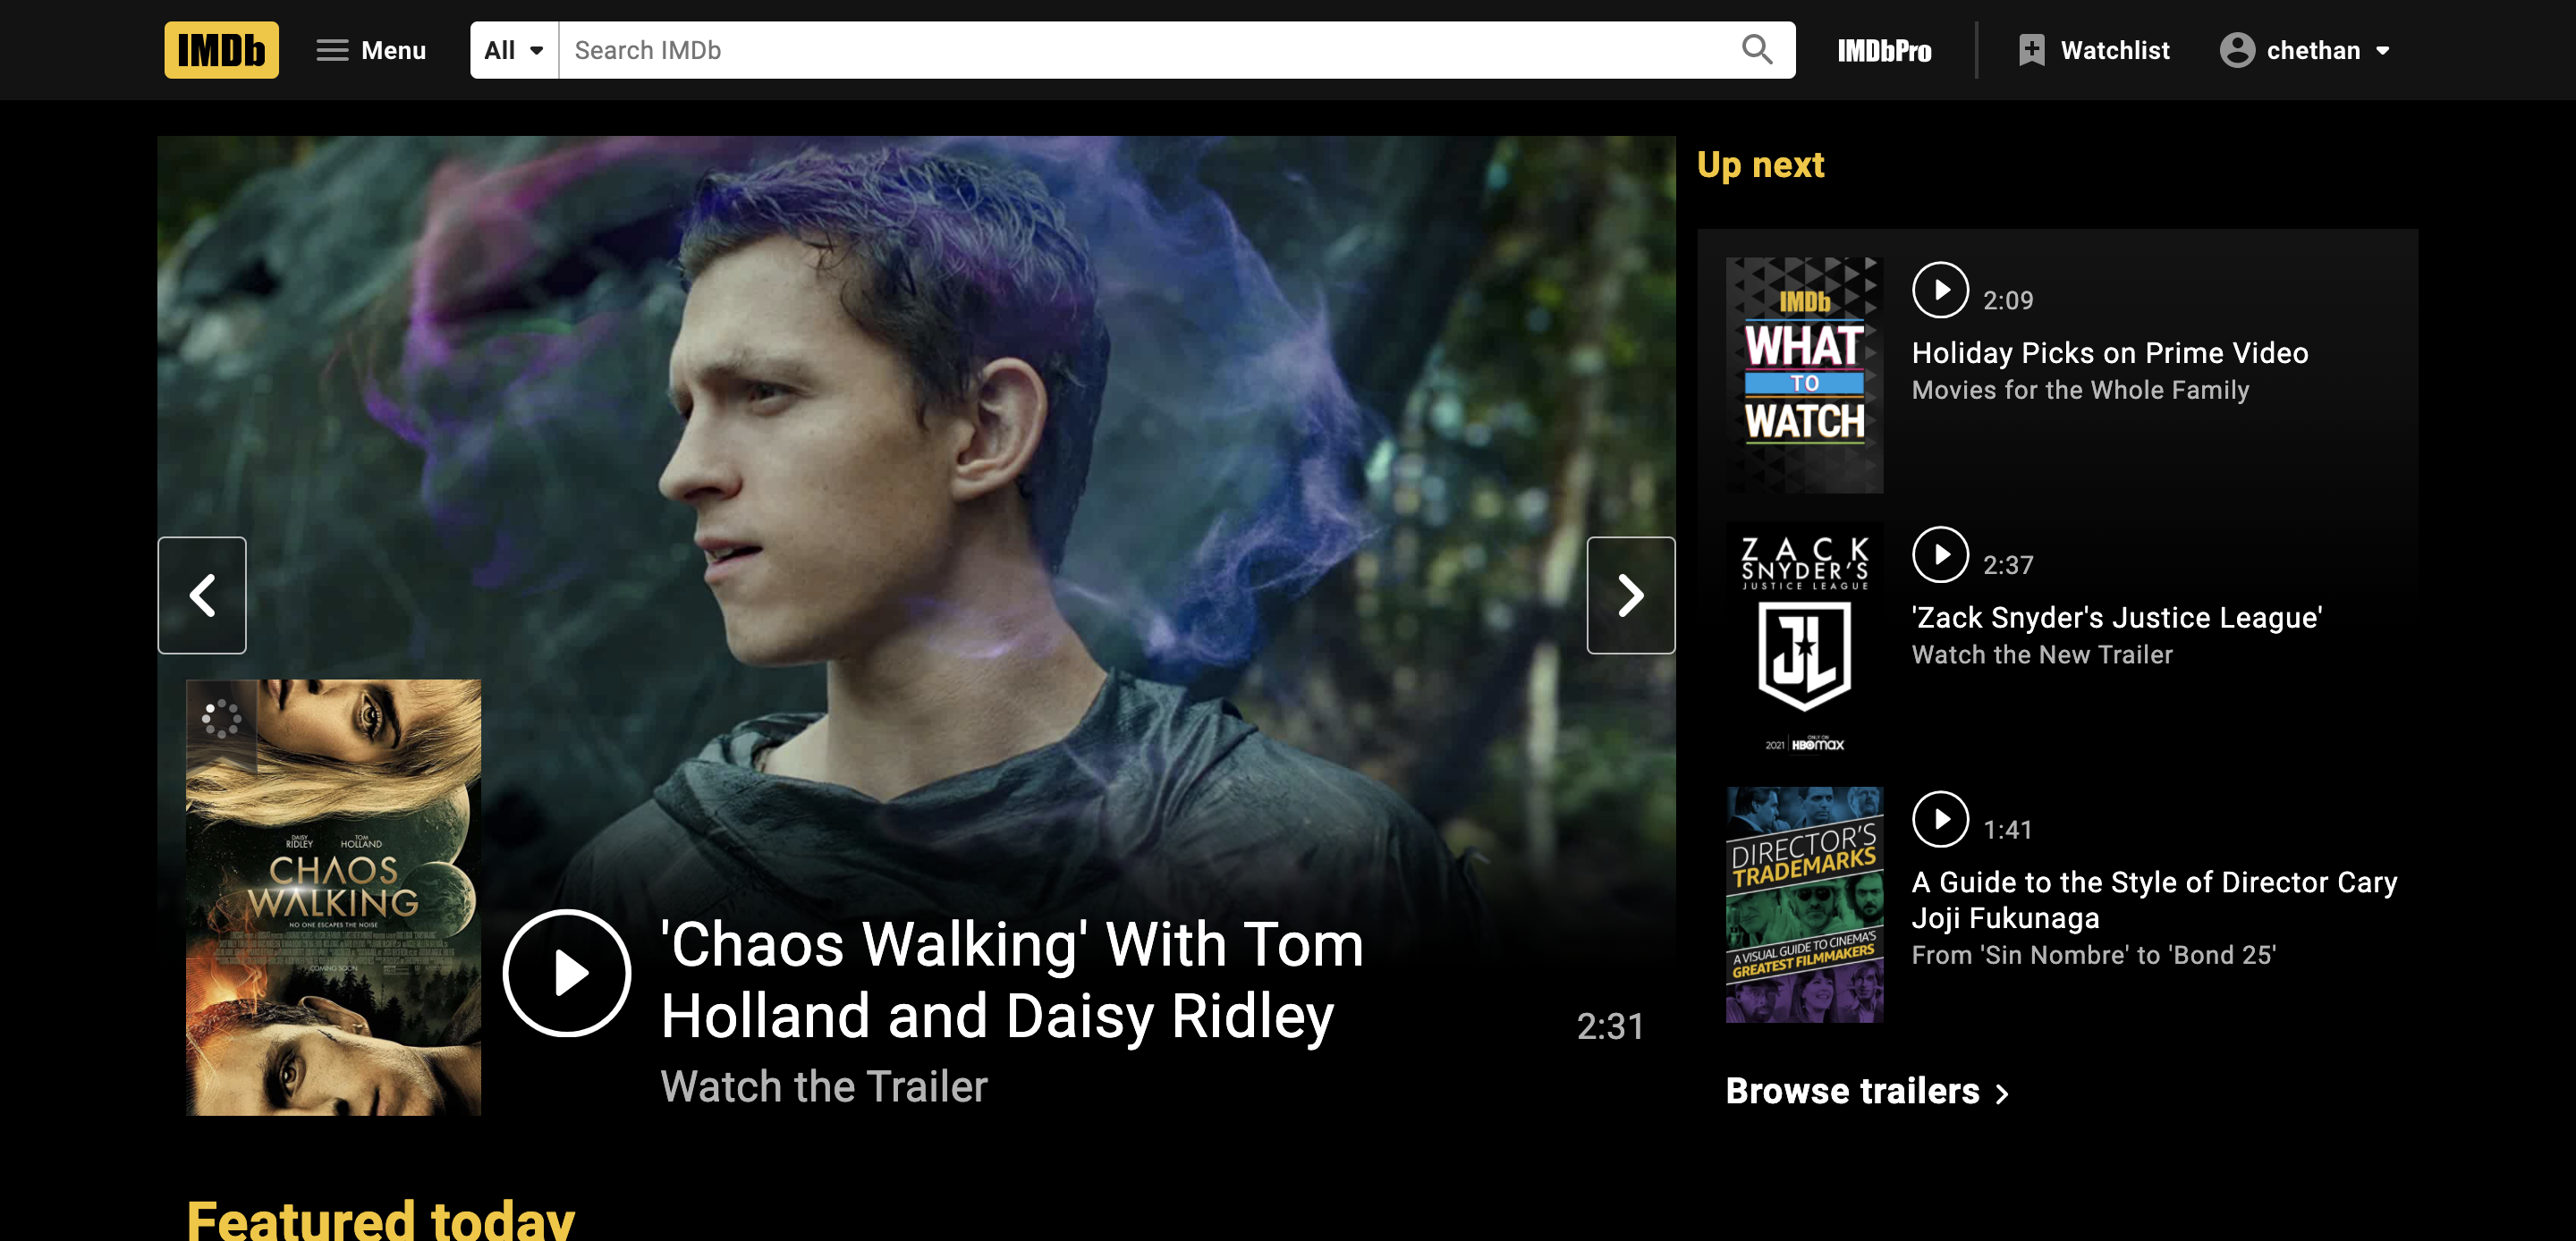 IMDb
Menu
All
Search IMDb
IMDbPro
Watchlist
chethan
Up next
IMDb
WHAT
TO
WATCH
2:09
Holiday Picks on Prime Video
Movies for the Whole Family
ZACK
SNYDER'S
JUSTICE LEAGUE
JL
2021 | ONLY ON HBOmax
2:37
'Zack Snyder's Justice League'
Watch the New Trailer
DIRECTOR'S
TRADEMARKS
A VISUAL GUIDE TO CINEMA'S
GREATEST FILMMAKERS
1:41
A Guide to the Style of Director Cary
Joji Fukunaga
From 'Sin Nombre' to 'Bond 25'
Browse trailers
DAISY RIDLEY
TOM HOLLAND
CHAOS
WALKING
NO ONE ESCAPES THE NOISE
COMING SOON
'Chaos Walking' With Tom
Holland and Daisy Ridley
Watch the Trailer
2:31
Featured today